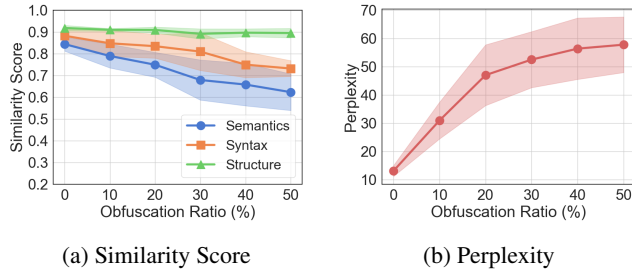 1.0
0.9
0.8
0.7
0.6
0.5
0.4
0.3
0.2
Similarity Score
Semantics
Syntax
Structure
0 10 20 30 40 50
Obfuscation Ratio (%)
(a) Similarity Score
70
60
50
40
30
20
10
Perplexity
0 10 20 30 40 50
Obfuscation Ratio (%)
(b) Perplexity